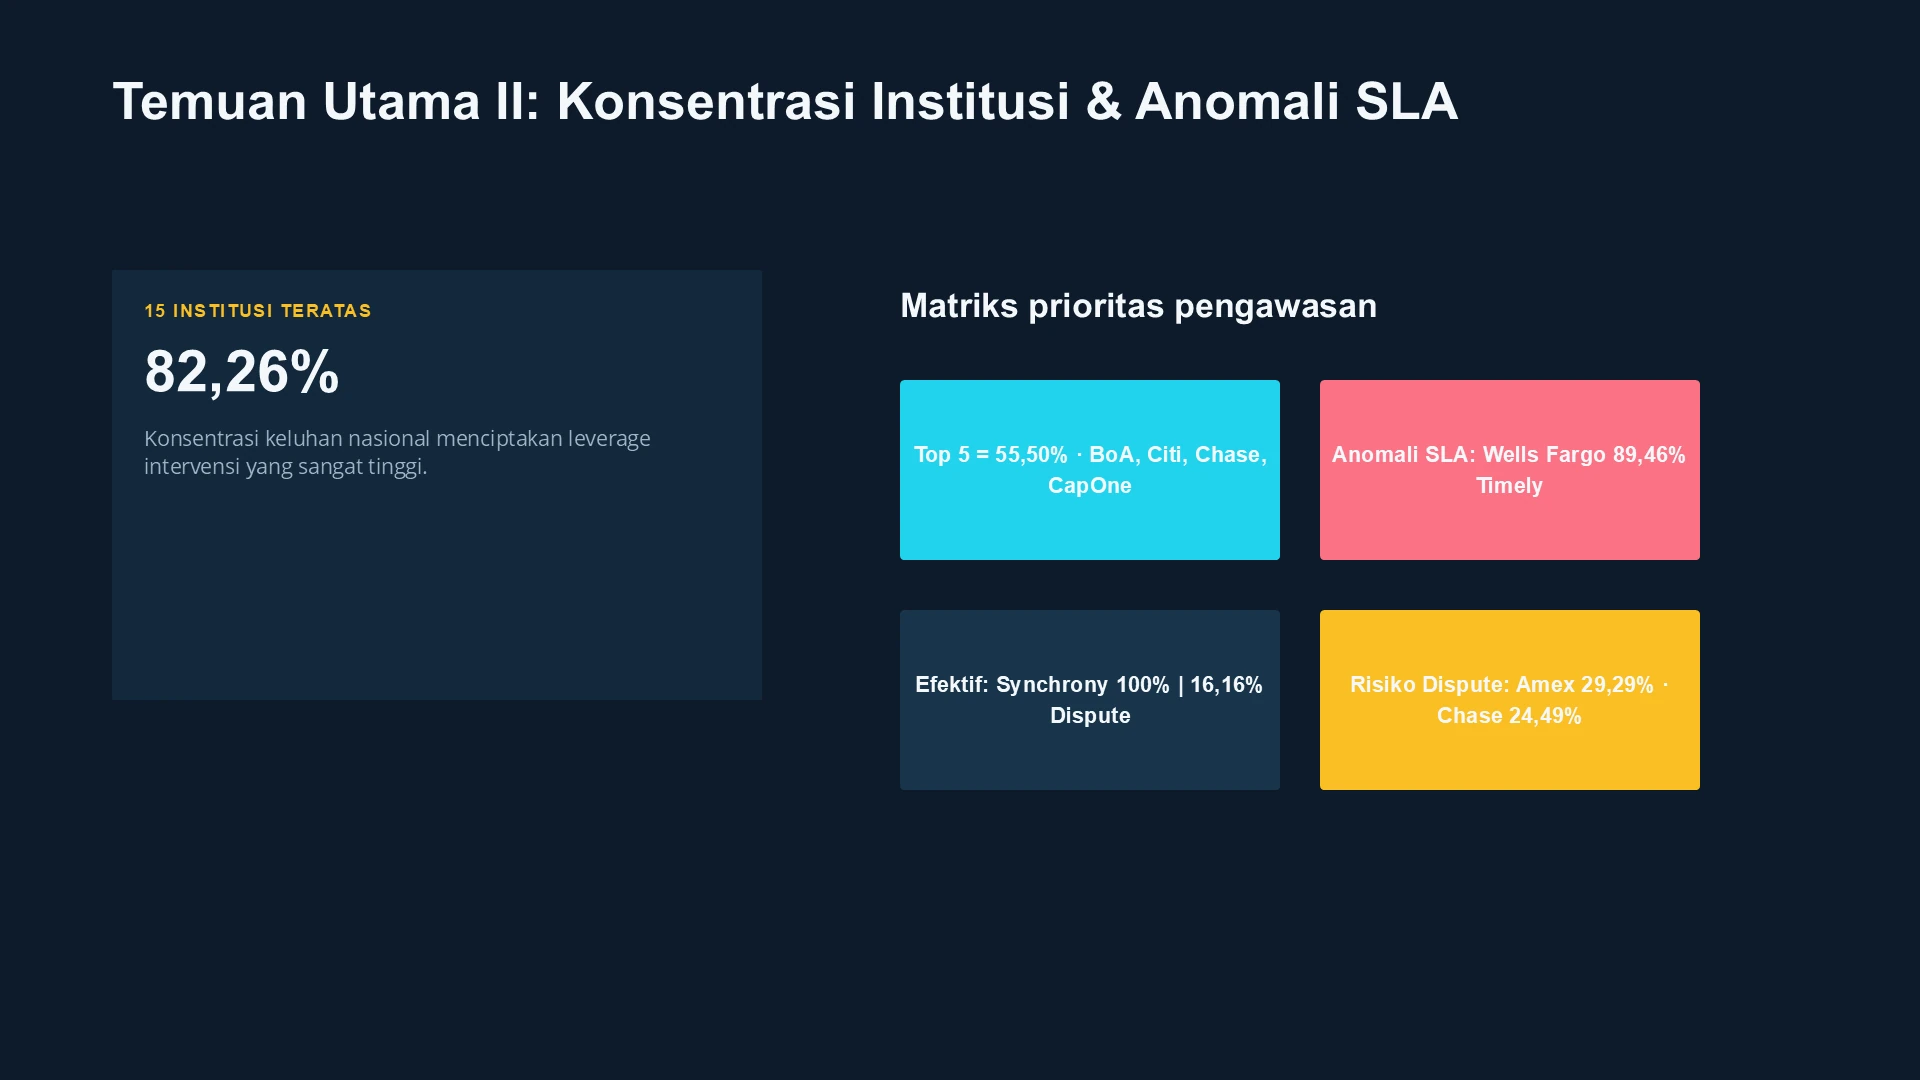 Temuan Utama II: Konsentrasi Institusi & Anomali SLA
15 INSTITUSI TERATAS
82,26%
Konsentrasi keluhan nasional menciptakan leverage
intervensi yang sangat tinggi.
Matriks prioritas pengawasan
Top 5 = 55,50% · BoA, Citi, Chase,
CapOne
Anomali SLA: Wells Fargo 89,46%
Timely
Efektif: Synchrony 100% | 16,16%
Dispute
Risiko Dispute: Amex 29,29% ·
Chase 24,49%